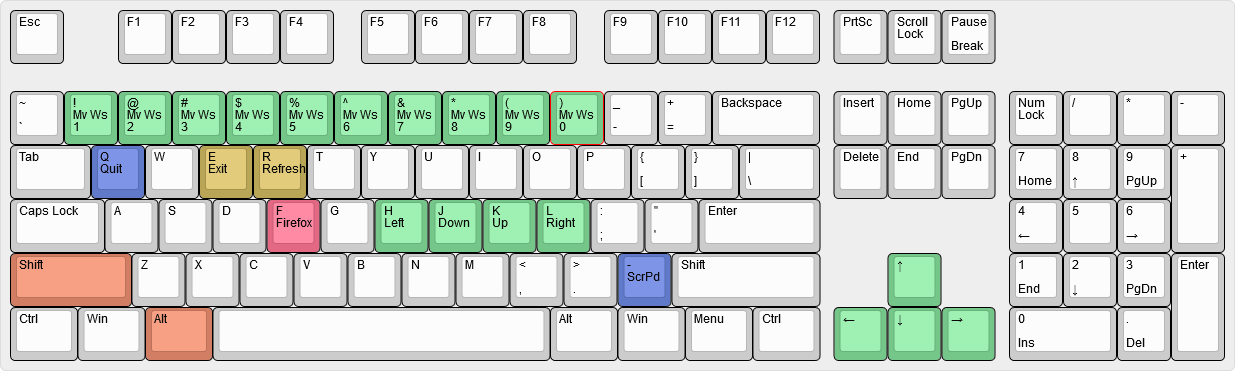 Esc F1 F2 F3 F4 F5 F6 F7 F8 F9 F10 F11 F12 PrtSc Scroll Lock Pause Break
~ ` ! Mv Ws 1 @ Mv Ws 2 # Mv Ws 3 $ Mv Ws 4 % Mv Ws 5 ^ Mv Ws 6 & Mv Ws 7 * Mv Ws 8 ( Mv Ws 9 ) Mv Ws 0 _ - + = Backspace Insert Home PgUp Num Lock / * -
Tab Q Quit W E Exit R Refresh T Y U I O P { [ } ] | \ Delete End PgDn 7 Home 8 ↑ 9 PgUp +
Caps Lock A S D F Firefox G H Left J Down K Up L Right : ; " ' Enter 4 ← 5 6 →
Shift Z X C V B N M < , > . - ScrPd Shift ↑ 1 End 2 ↓ 3 PgDn Enter
Ctrl Win Alt Alt Win Menu Ctrl ← ↓ → 0 Ins . Del